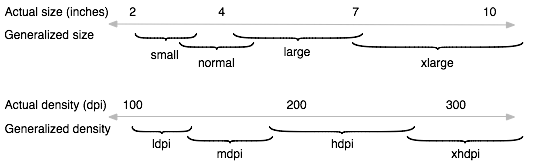 Actual size (inches) 2 4 7 10
Generalized size
small large
normal xlarge
Actual density (dpi) 100 200 300
Generalized density
ldpi hdpi
mdpi xhdpi